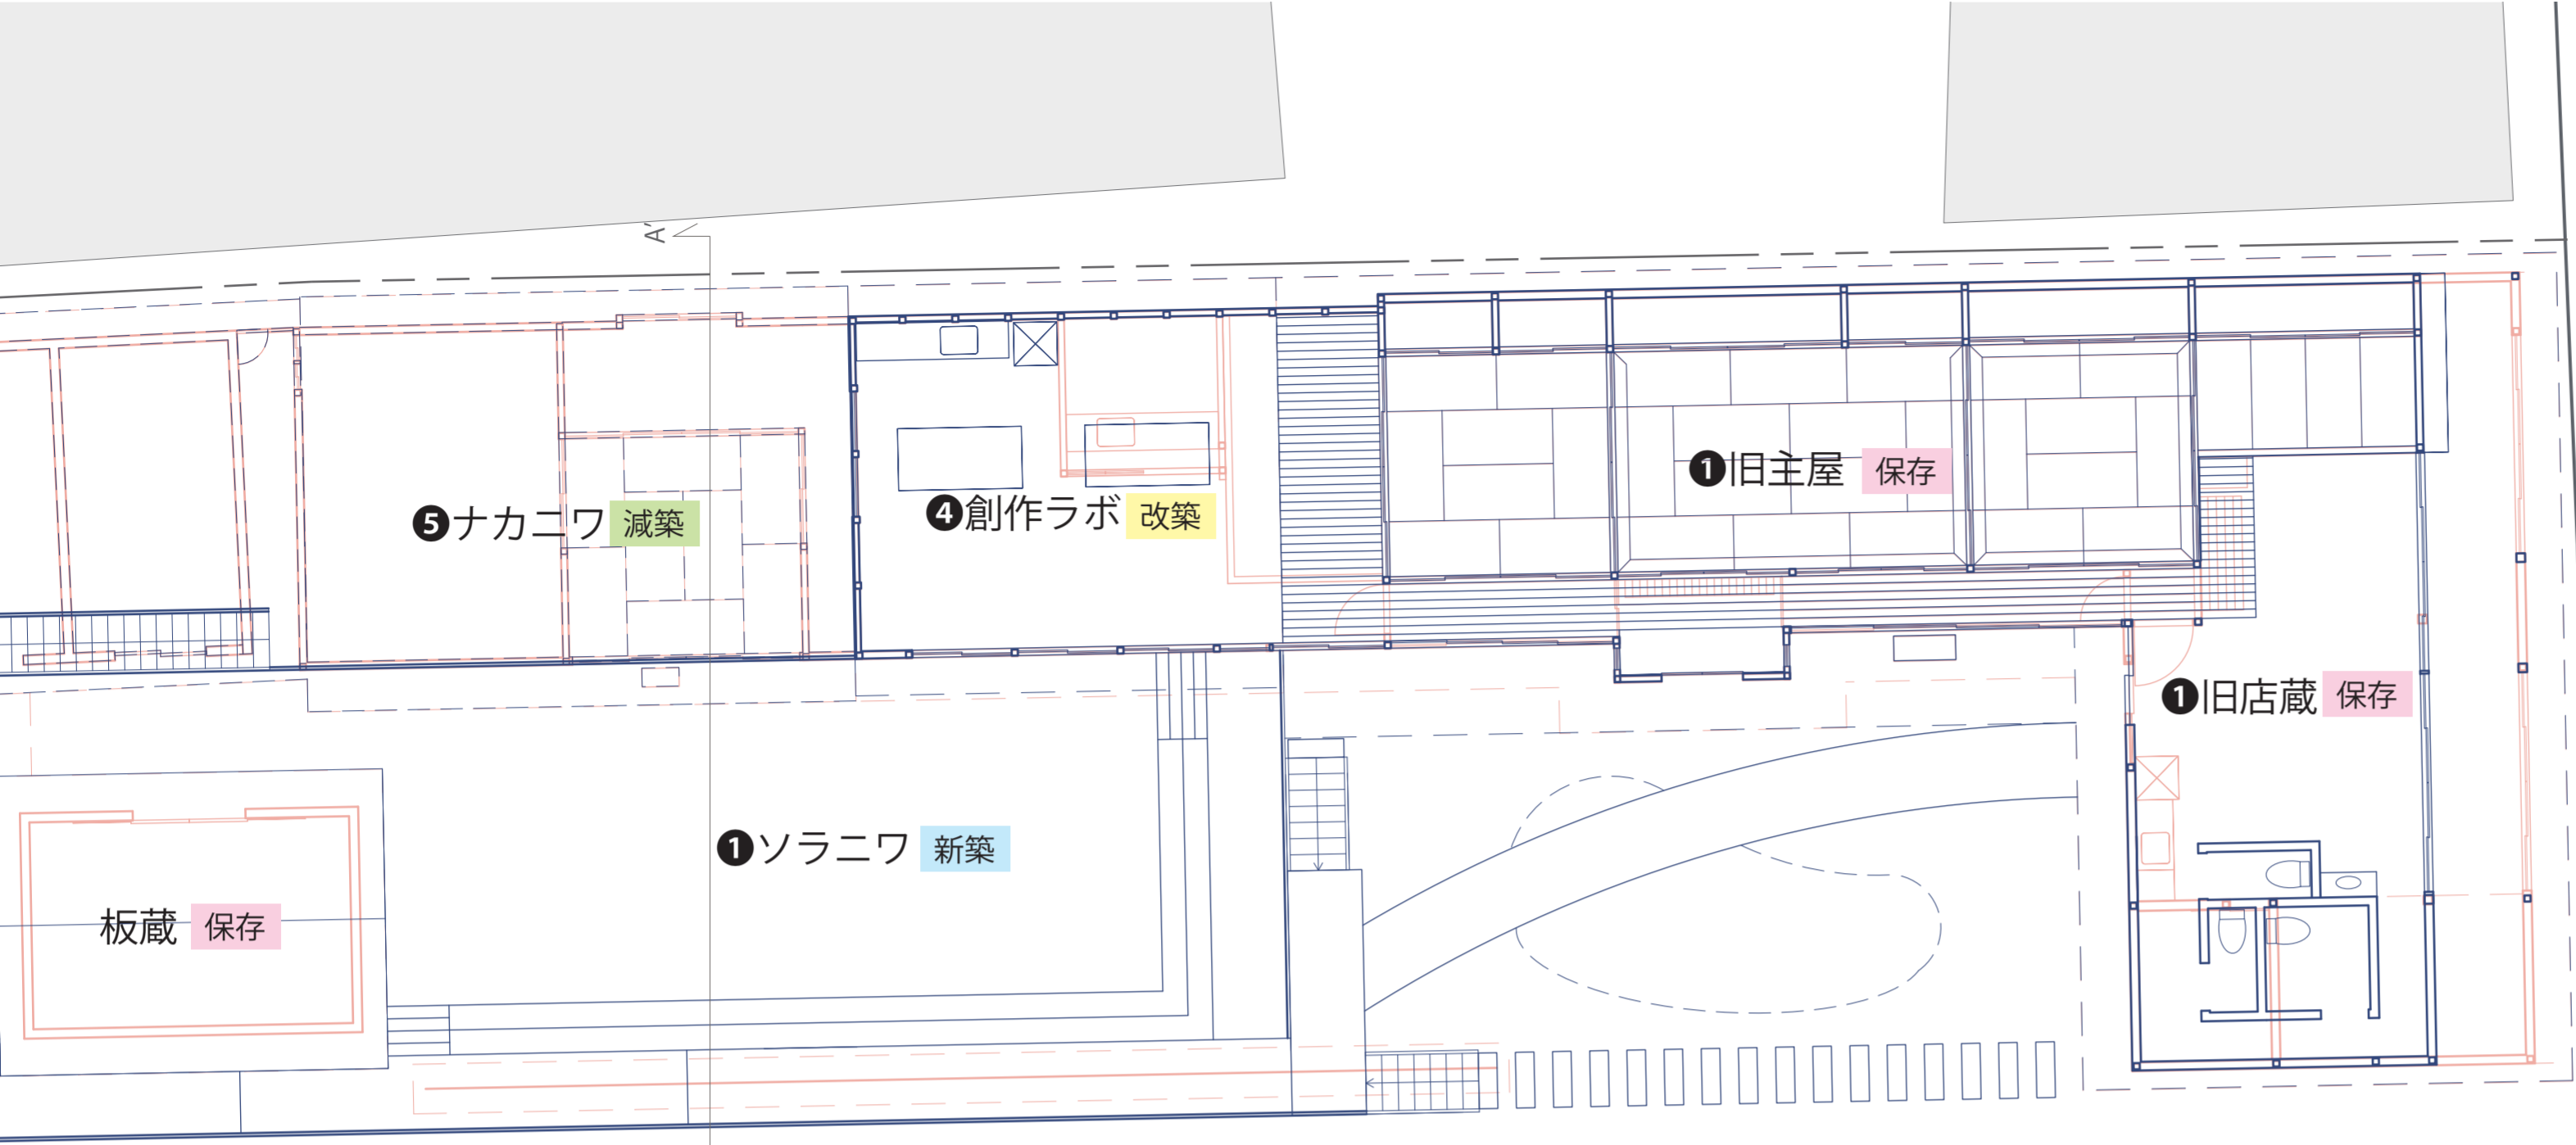 A'
❶旧主屋 保存
❺ナカニワ 減築
❹創作ラボ 改築
❶旧店蔵 保存
❶ソラニワ 新築
板蔵 保存